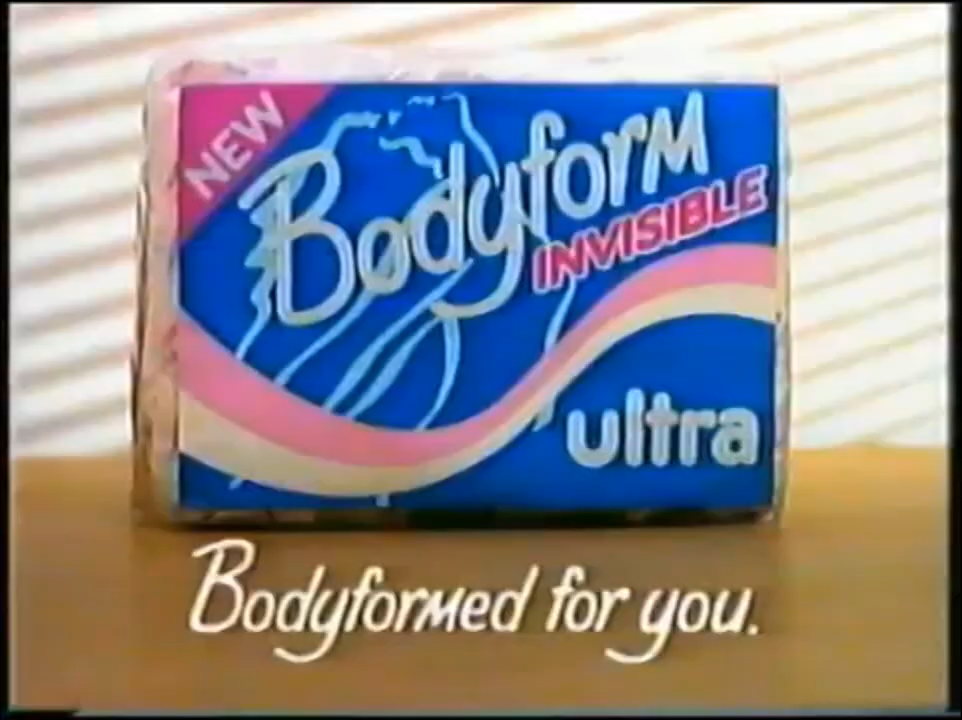 NEW
Bodyform
INVISIBLE
ultra
Bodyformed for you.